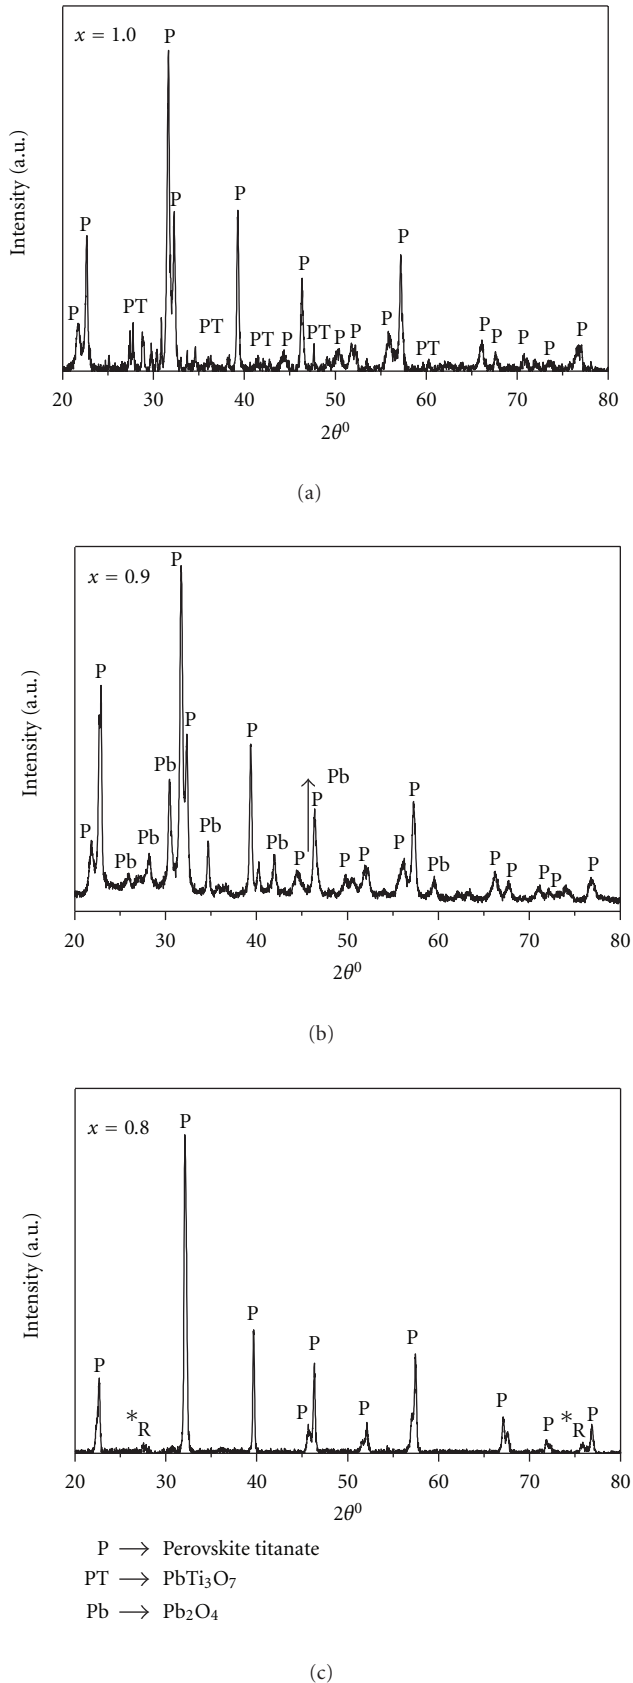 x = 1.0
P
P
P
P
P
P
P
P
PT
PT
PT
P
PT
P
P
P
PT
P
P
P
P
P
Intensity (a.u.)
20 30 40 50 60 70 80
2θ⁰
(a)
x = 0.9
P
P
P
P
Pb
Pb
P
P
P
Pb
Pb
Pb
Pb
P
P
P
P
Pb
P
P
P
P
P
Intensity (a.u.)
20 30 40 50 60 70 80
2θ⁰
(b)
x = 0.8
P
P
P
P
P
*
R
P
P
P
P
*
R
P
Intensity (a.u.)
20 30 40 50 60 70 80
2θ⁰
P → Perovskite titanate
PT → PbTi₃O₇
Pb → Pb₂O₄
(c)